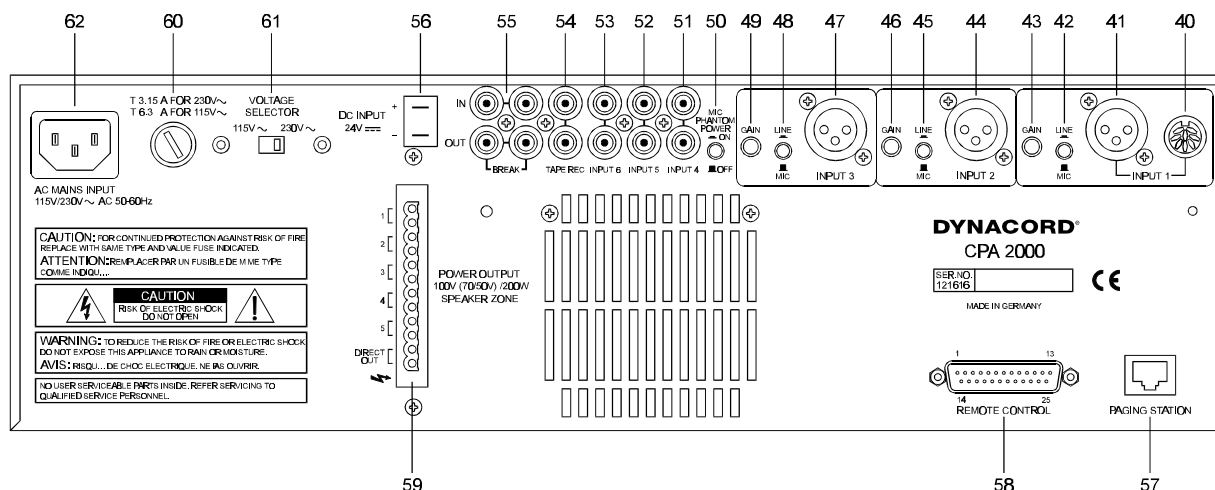 62 60 61 56 55 54 53 52 51 50 49 48 47 46 45 44 43 42 41 40
T 3.15 A FOR 230V~
T 6.3 A FOR 115V~
VOLTAGE
SELECTOR
115V~ 230V~
AC MAINS INPUT
115V/230V~ AC 50-60Hz
DC INPUT
24V
+
−
IN
OUT
BREAK
TAPE REC
INPUT 6
INPUT 5
INPUT 4
MIC
PHANTOM
POWER
ON
OFF
GAIN
LINE
MIC
INPUT 3
GAIN
LINE
MIC
INPUT 2
GAIN
LINE
MIC
INPUT 1
CAUTION: FOR CONTINUED PROTECTION AGAINST RISK OF FIRE
REPLACE WITH SAME TYPE AND VALUE FUSE INDICATED.
ATTENTION: REMPLACER PAR UN FUSIBLE DE M ME TYPE
COMME INDIQU...
CAUTION
RISK OF ELECTRIC SHOCK
DO NOT OPEN
WARNING: TO REDUCE THE RISK OF FIRE OR ELECTRIC SHOCK
DO NOT EXPOSE THIS APPLIANCE TO RAIN OR MOISTURE.
AVIS: RISQU... DE CHOC ELECTRIQUE. NE PAS OUVRIR.
NO USER SERVICEABLE PARTS INSIDE. REFER SERVICING TO
QUALIFIED SERVICE PERSONNEL.
1
2
3
4
5
DIRECT
OUT
POWER OUTPUT
100V (70/50V) /200W
SPEAKER ZONE
DYNACORD®
CPA 2000
SER.NO.
121616
CE
MADE IN GERMANY
1 13
14 25
REMOTE CONTROL
PAGING STATION
59 58 57